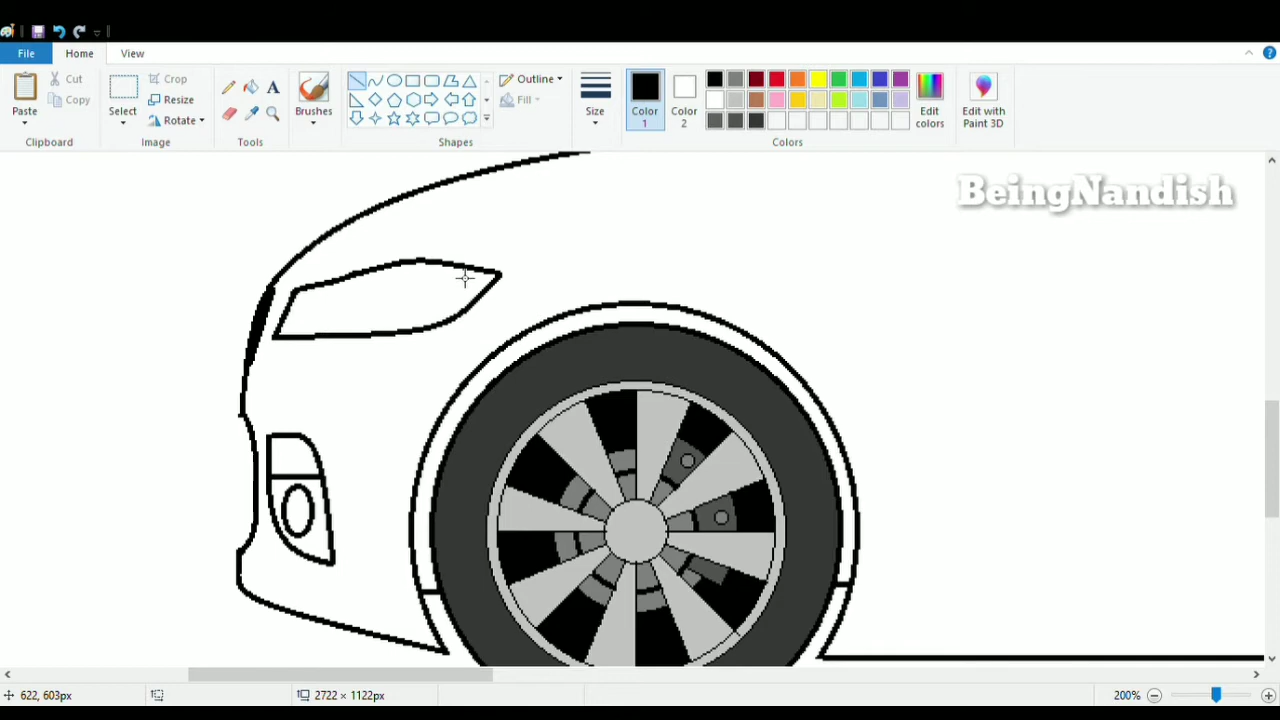 File Home View
Paste
Cut
Copy
Clipboard
Select
Crop
Resize
Rotate
Image
A
Tools
Brushes
Outline
Fill
Shapes
Size
Color
1
Color
2
Edit
colors
Colors
Edit with
Paint 3D
BeingNandish
622, 603px
2722 × 1122px
200%